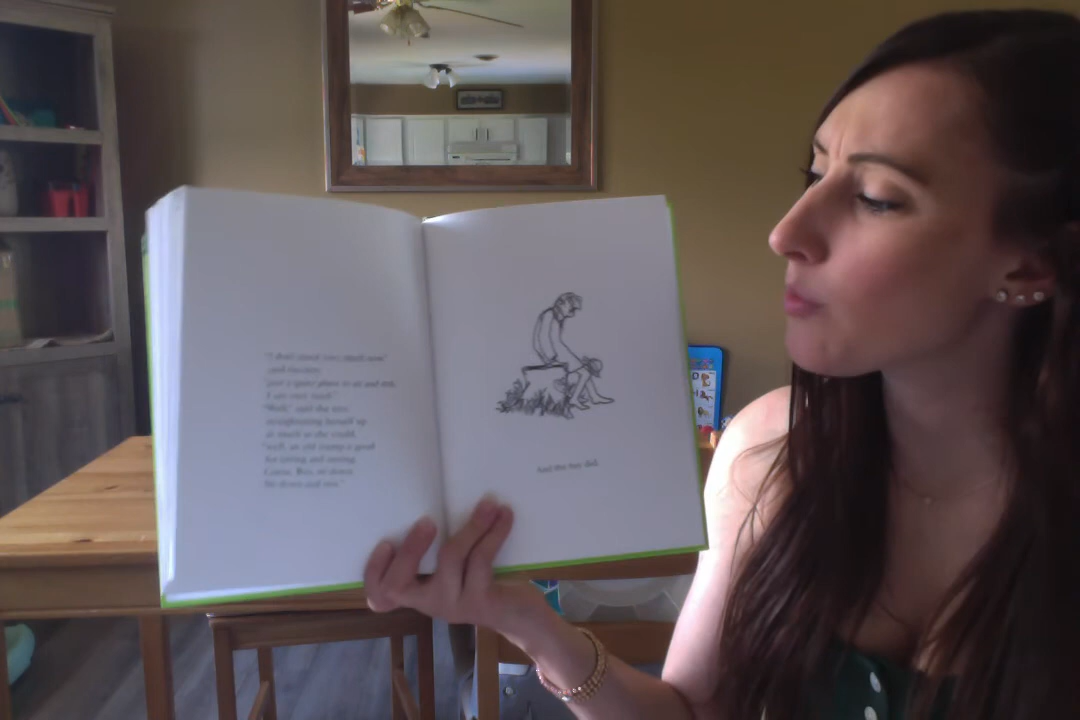 "I don't need very much now,"
said the boy,
"just a quiet place to sit and rest.
I am very tired."
"Well," said the tree,
straightening herself up
as much as she could,
"well, an old stump is good
for sitting and resting.
Come, Boy, sit down.
Sit down and rest."
And the boy did.